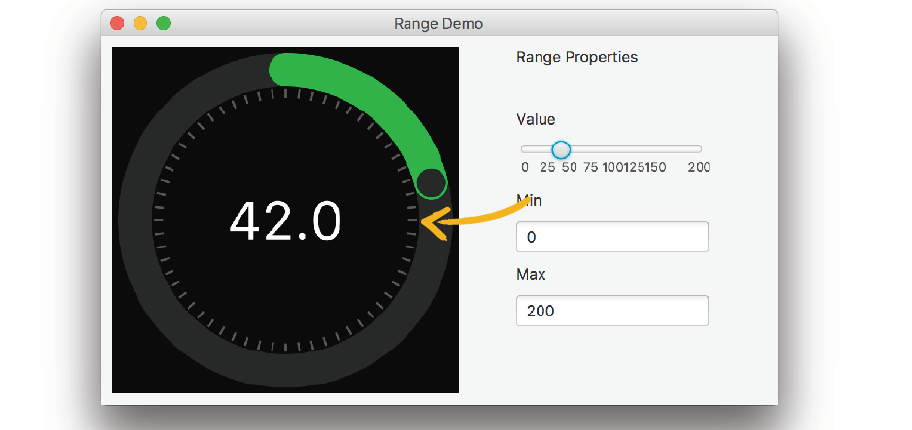 Range Demo
42.0
Range Properties
Value
0 25 50 75 100125150 200
Min
0
Max
200